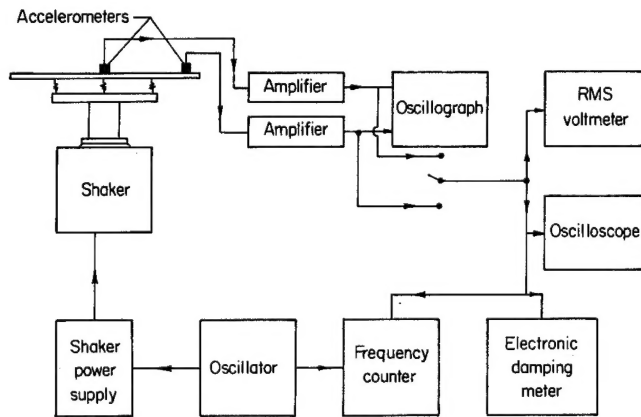 Accelerometers
Amplifier
Oscillograph
Amplifier
RMS
voltmeter
Shaker
Oscilloscope
Shaker
power
supply
Oscillator
Frequency
counter
Electronic
damping
meter